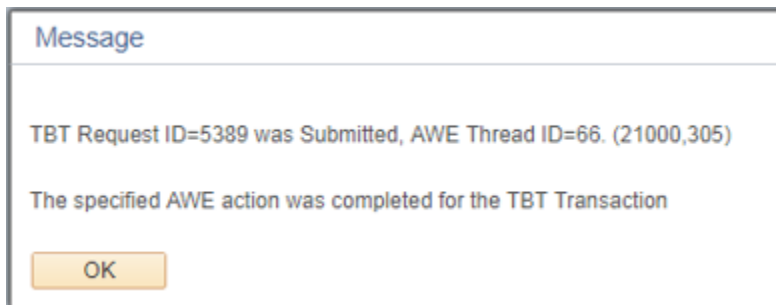 Message
TBT Request ID=5389 was Submitted, AWE Thread ID=66. (21000,305)
The specified AWE action was completed for the TBT Transaction
OK